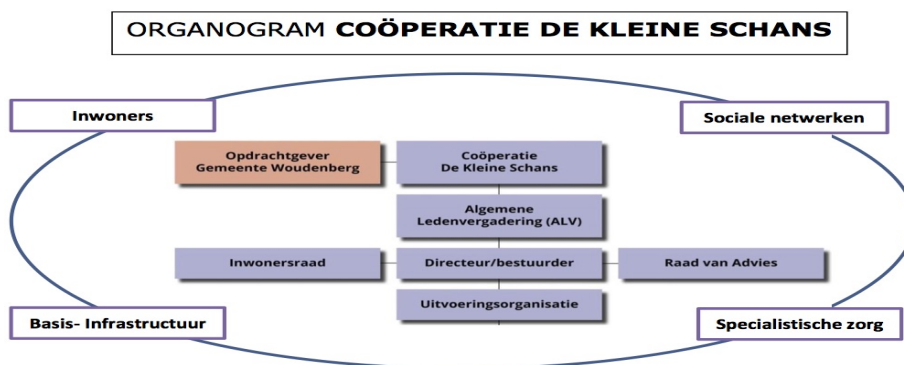 ORGANOGRAM COÖPERATIE DE KLEINE SCHANS
Inwoners
Sociale netwerken
Opdrachtgever
Gemeente Woudenberg
Coöperatie
De Kleine Schans
Algemene
Ledenvergadering (ALV)
Inwonersraad
Directeur/bestuurder
Raad van Advies
Uitvoeringsorganisatie
Basis- Infrastructuur
Specialistische zorg